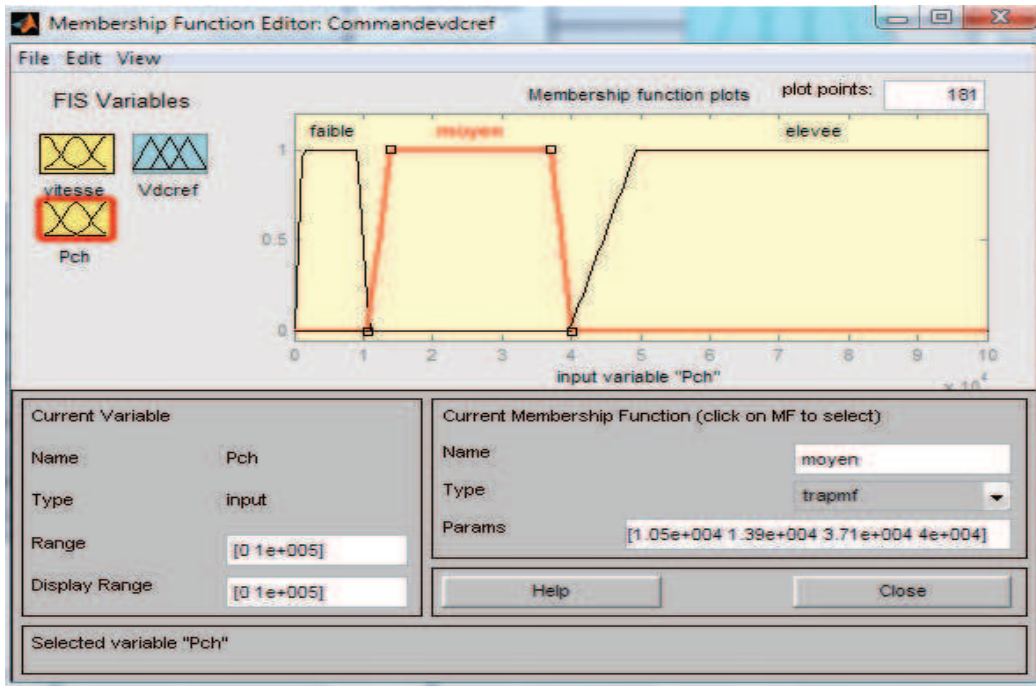 Membership Function Editor: Commandevdcref
File Edit View
FIS Variables
Membership function plots
plot points:
181
vitesse
Vdcref
Pch
faible
moyen
elevee
1
0.5
0
0 1 2 3 4 5 6 7 8 9 10
input variable "Pch"
× 10^4
Current Variable
Name
Pch
Type
input
Range
[0 1e+005]
Display Range
[0 1e+005]
Current Membership Function (click on MF to select)
Name
moyen
Type
trapmf
Params
[1.05e+004 1.39e+004 3.71e+004 4e+004]
Help
Close
Selected variable "Pch"